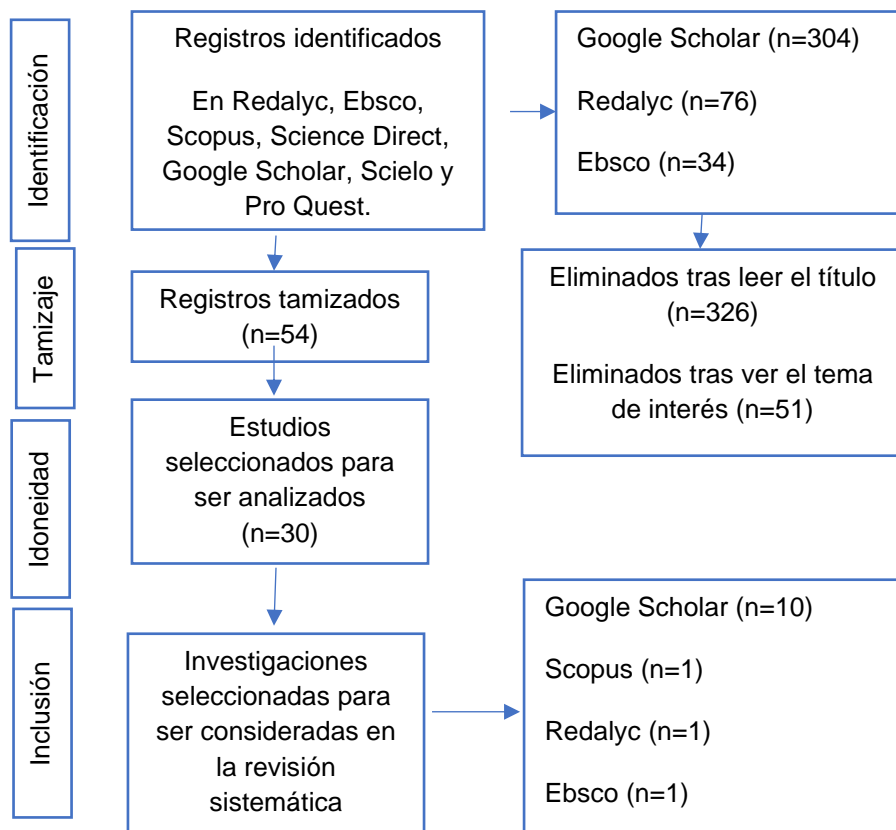 Identificación
Registros identificados
En Redalyc, Ebsco,
Scopus, Science Direct,
Google Scholar, Scielo y
Pro Quest.
Google Scholar (n=304)
Redalyc (n=76)
Ebsco (n=34)
Tamizaje
Registros tamizados
(n=54)
Eliminados tras leer el título
(n=326)
Eliminados tras ver el tema
de interés (n=51)
Idoneidad
Estudios
seleccionados para
ser analizados
(n=30)
Inclusión
Investigaciones
seleccionadas para
ser consideradas en
la revisión
sistemática
Google Scholar (n=10)
Scopus (n=1)
Redalyc (n=1)
Ebsco (n=1)